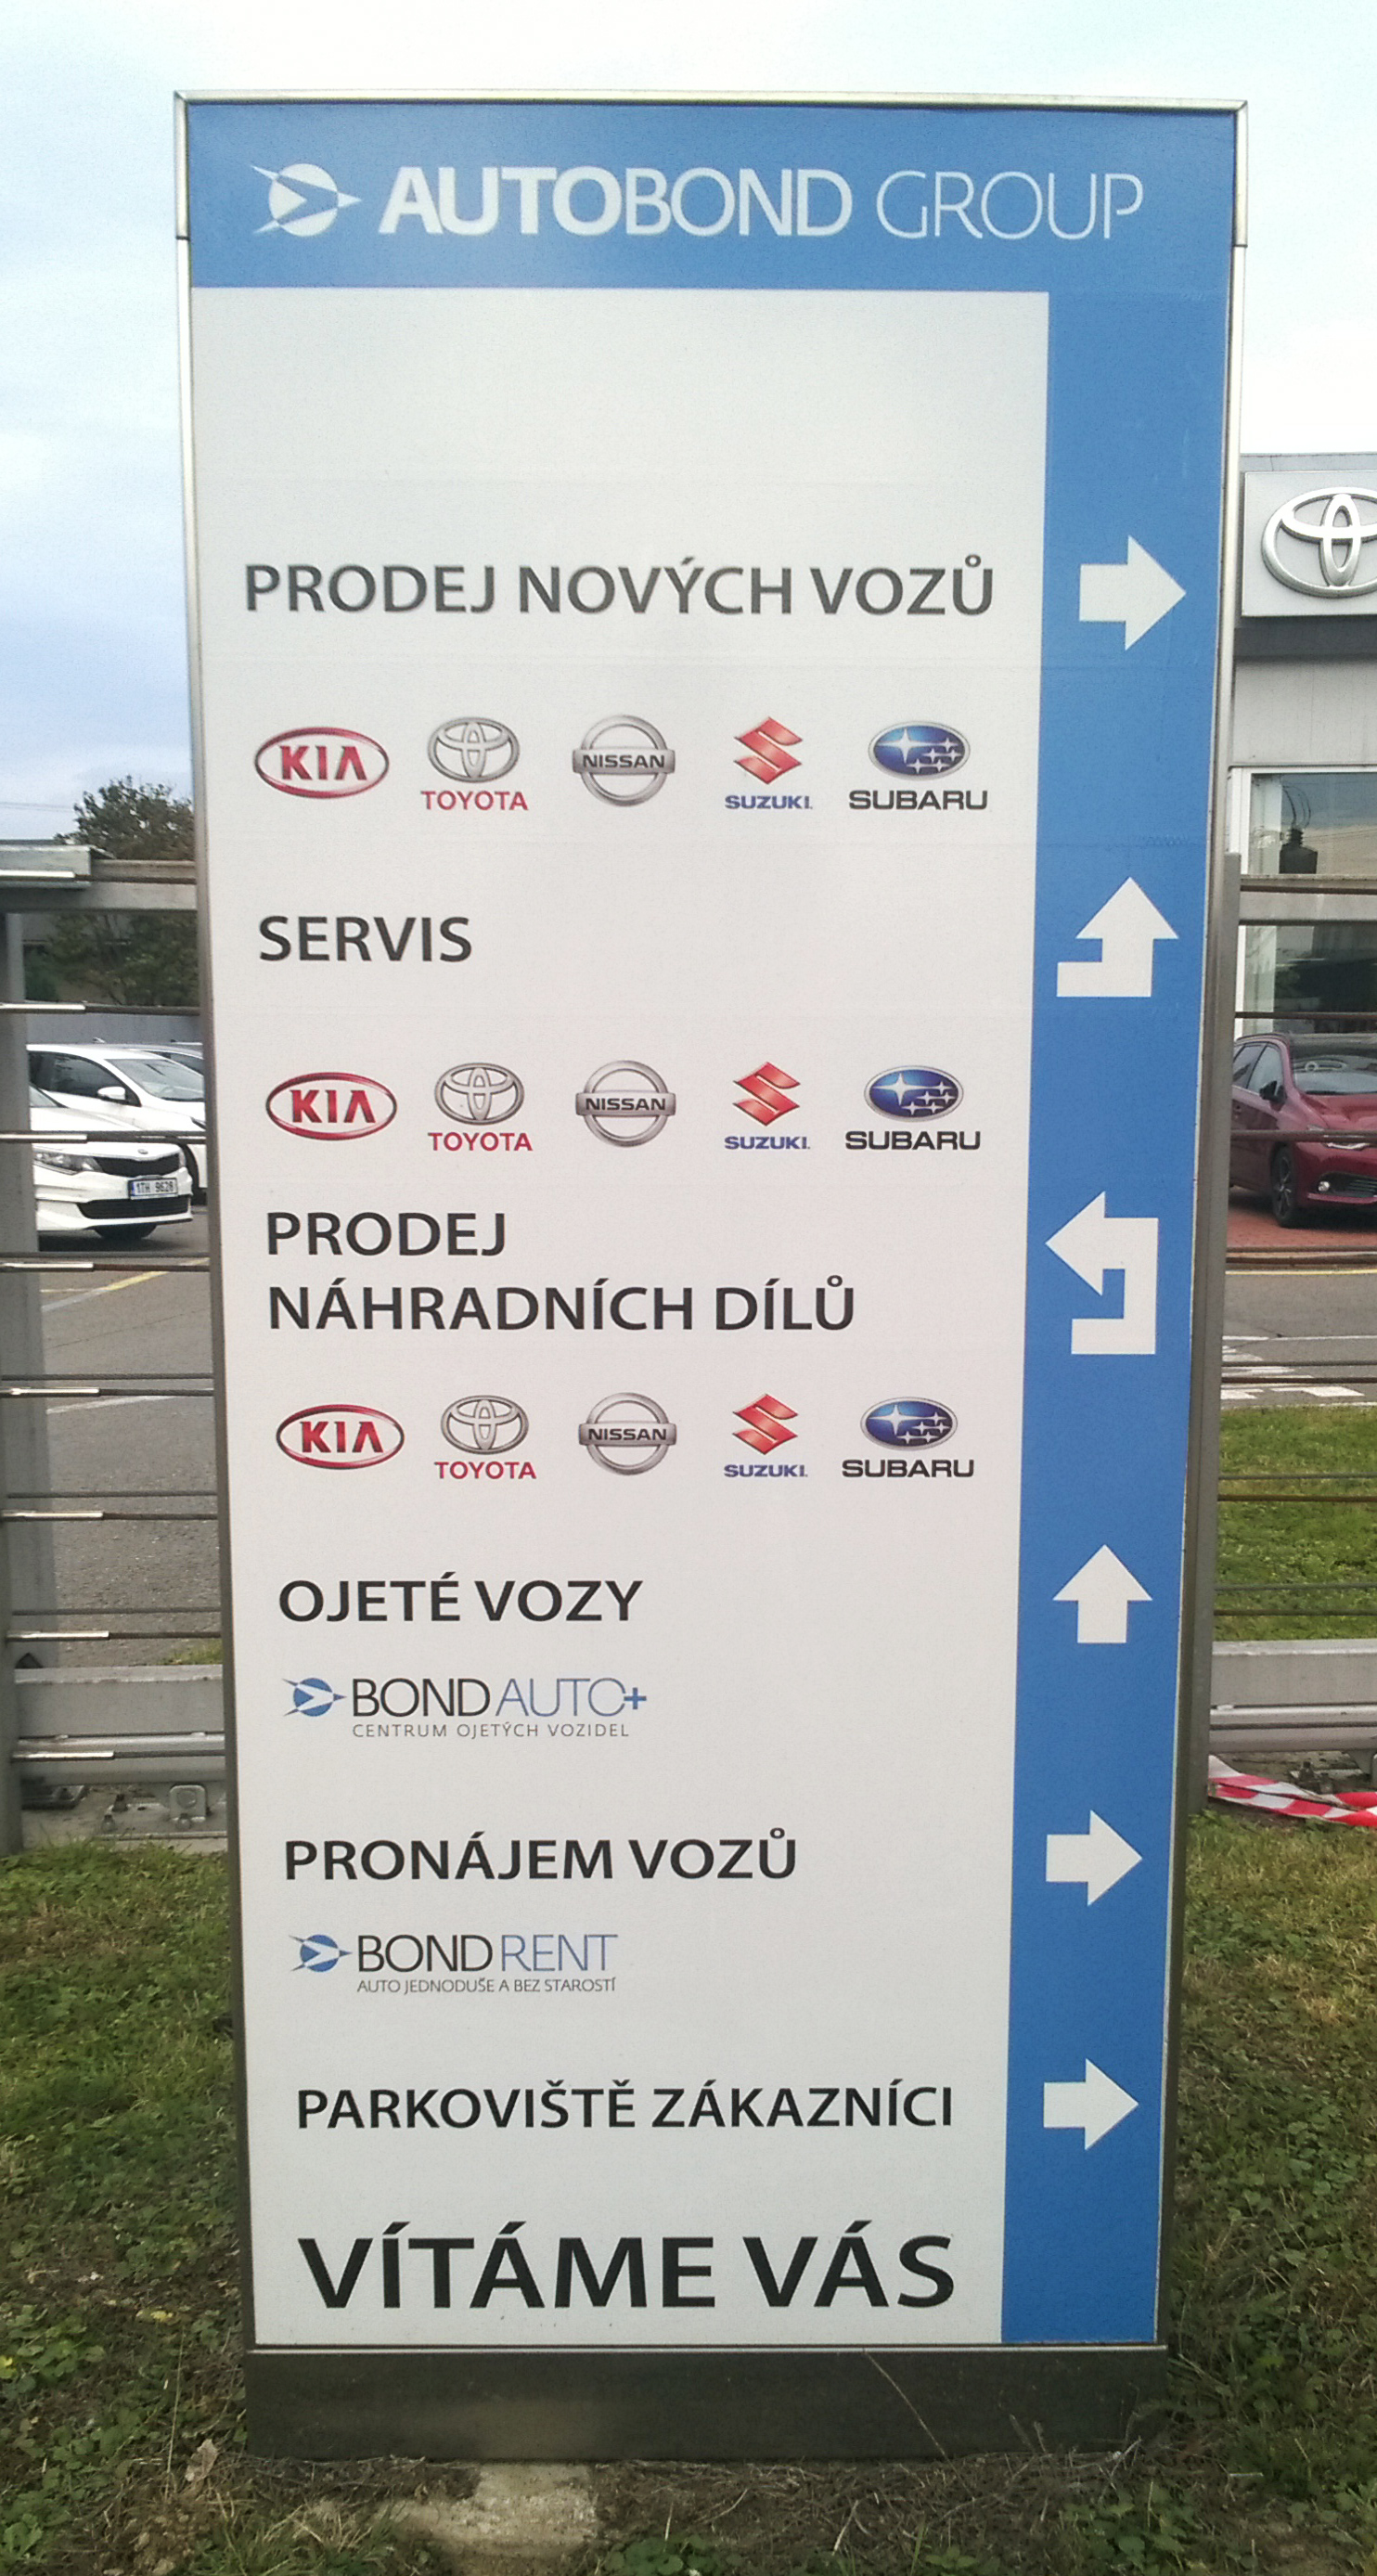 AUTOBOND GROUP
PRODEJ NOVÝCH VOZŮ
KIA TOYOTA NISSAN SUZUKI SUBARU
SERVIS
KIA TOYOTA NISSAN SUZUKI SUBARU
PRODEJ
NÁHRADNÍCH DÍLŮ
KIA TOYOTA NISSAN SUZUKI SUBARU
OJETÉ VOZY
BONDAUTO+
CENTRUM OJETÝCH VOZIDEL
PRONÁJEM VOZŮ
BONDRENT
AUTO JEDNODUŠE A BEZ STAROSTÍ
PARKOVIŠTĚ ZÁKAZNÍCI
VÍTÁME VÁS
1TH 9628